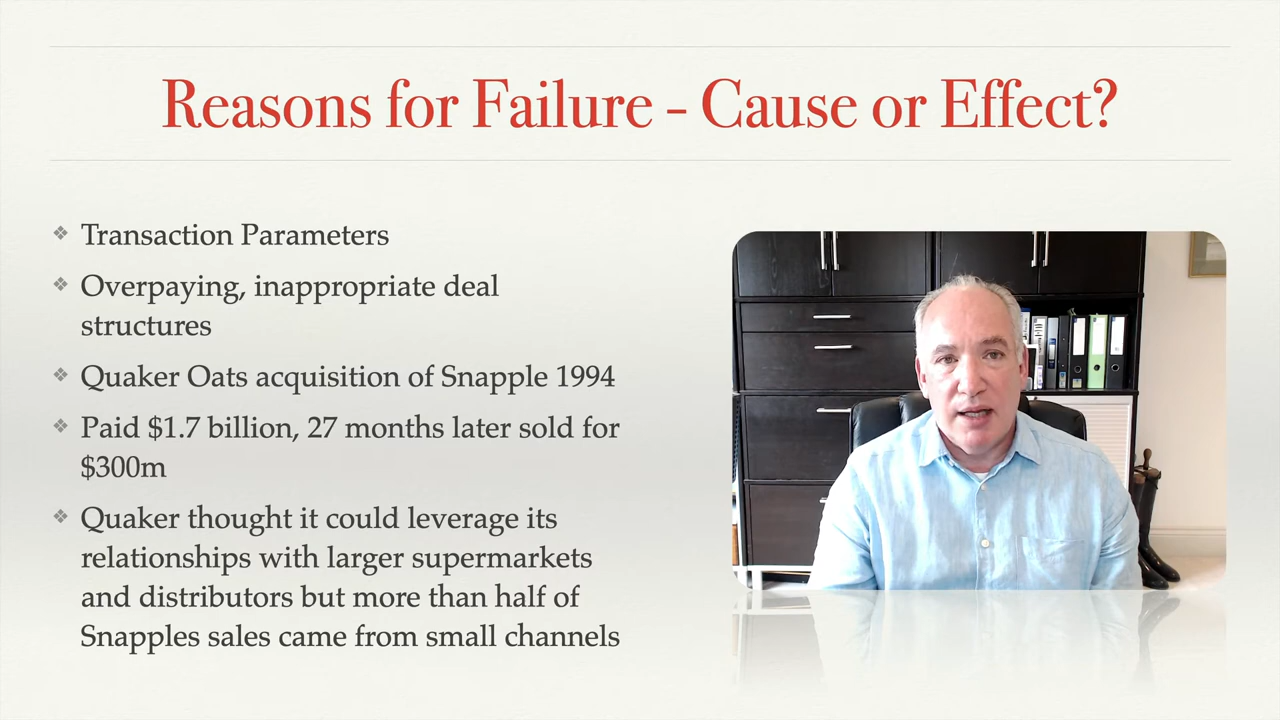 Reasons for Failure - Cause or Effect?
Transaction Parameters
Overpaying, inappropriate deal
structures
Quaker Oats acquisition of Snapple 1994
Paid $1.7 billion, 27 months later sold for
$300m
Quaker thought it could leverage its
relationships with larger supermarkets
and distributors but more than half of
Snapples sales came from small channels